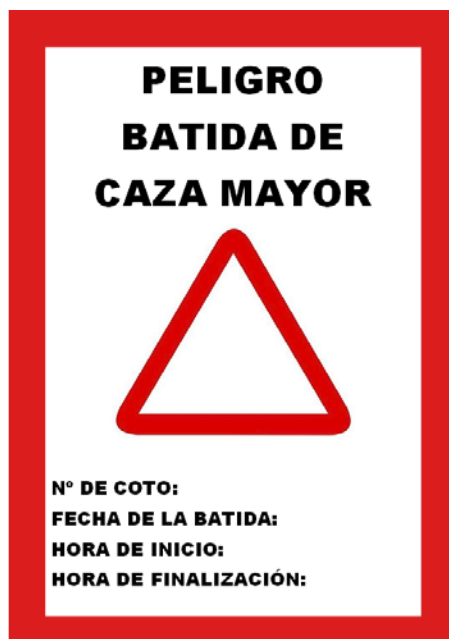 PELIGRO
BATIDA DE
CAZA MAYOR
Nº DE COTO:
FECHA DE LA BATIDA:
HORA DE INICIO:
HORA DE FINALIZACIÓN: